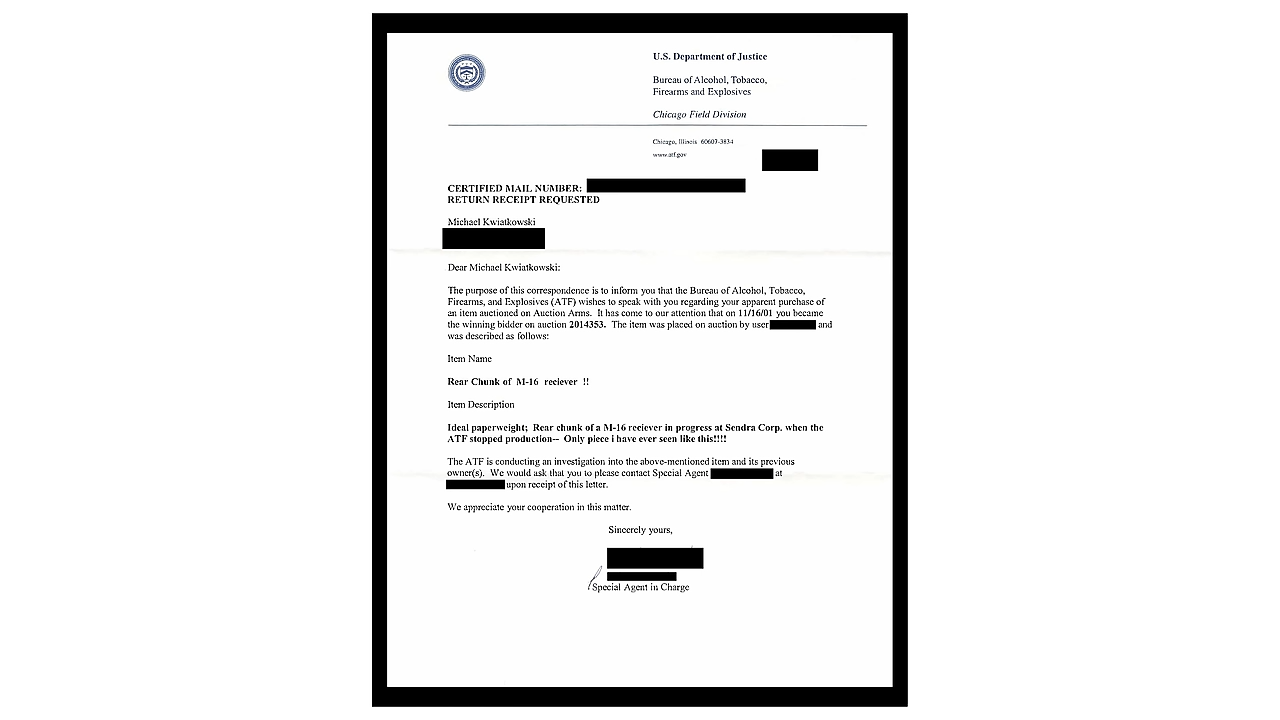 U.S. Department of Justice
Bureau of Alcohol, Tobacco,
Firearms and Explosives
Chicago Field Division
Chicago, Illinois 60603-3834
www.atf.gov
CERTIFIED MAIL NUMBER:
RETURN RECEIPT REQUESTED
Michael Kwiatkowski
Dear Michael Kwiatkowski:
The purpose of this correspondence is to inform you that the Bureau of Alcohol, Tobacco,
Firearms, and Explosives (ATF) wishes to speak with you regarding your apparent purchase of
an item auctioned on Auction Arms. It has come to our attention that on 11/16/01 you became
the winning bidder on auction 2014353. The item was placed on auction by user and
was described as follows:
Item Name
Rear Chunk of M-16 reciever !!
Item Description
Ideal paperweight; Rear chunk of a M-16 reciever in progress at Sendra Corp. when the
ATF stopped production-- Only piece i have ever seen like this!!!!
The ATF is conducting an investigation into the above-mentioned item and its previous
owner(s). We would ask that you to please contact Special Agent at
upon receipt of this letter.
We appreciate your cooperation in this matter.
Sincerely yours,
Special Agent in Charge